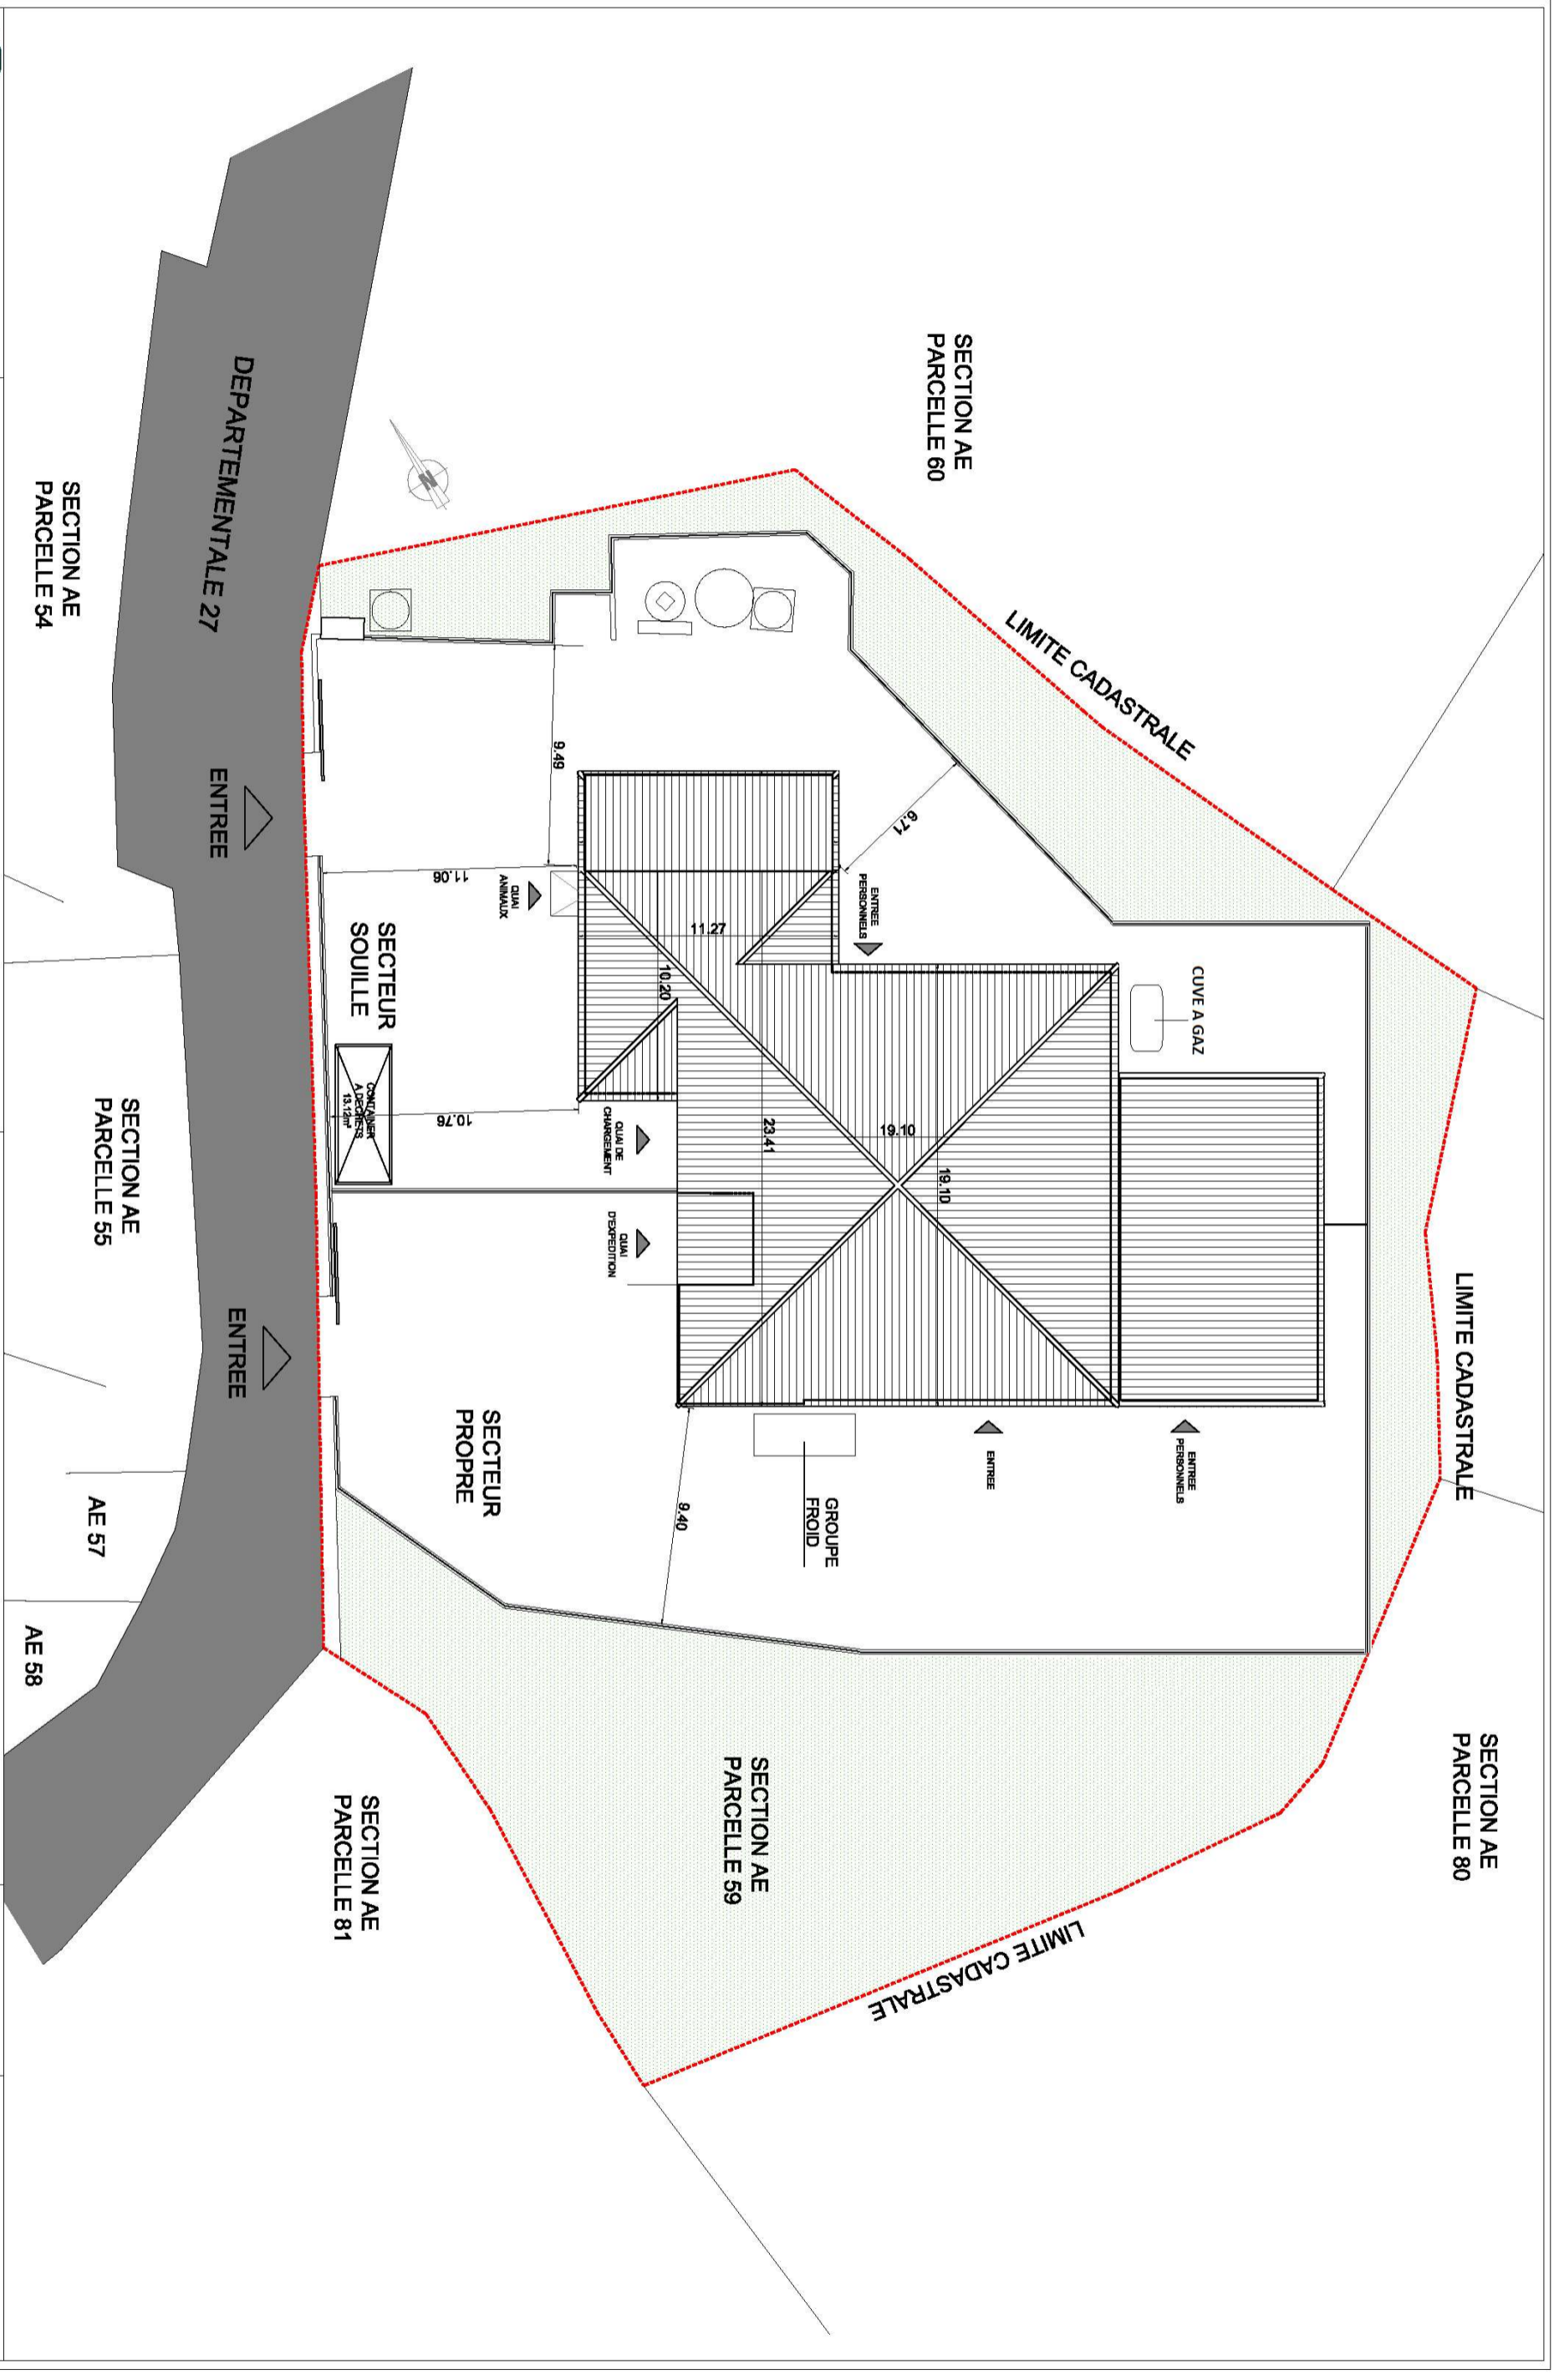 SECTION AE
PARCELLE 60
LIMITE CADASTRALE
LIMITE CADASTRALE
SECTION AE
PARCELLE 80
CUVE A GAZ
ENTREE
PERSONNELS
6.71
9.49
11.27
10.20
19.10
19.10
23.41
ENTREE
PERSONNELS
ENTREE
GROUPE
FROID
9.40
QUAI
ANIMAUX
11.06
QUAI DE
CHARGEMENT
10.76
QUAI
D'EXPEDITION
SECTEUR
SOUILLE
CONTAINER
A DECHETS
13.12m²
SECTEUR
PROPRE
SECTION AE
PARCELLE 59
LIMITE CADASTRALE
SECTION AE
PARCELLE 81
N
DEPARTEMENTALE 27
ENTREE
ENTREE
SECTION AE
PARCELLE 54
SECTION AE
PARCELLE 55
AE 57
AE 58